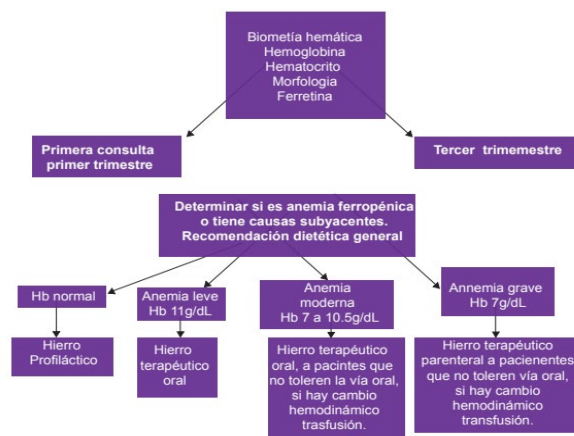 Biometía hemática
Hemoglobina
Hematocrito
Morfologia
Ferretina
Primera consulta
primer trimestre
Tercer trimemestre
Determinar si es anemia ferropénica
o tiene causas subyacentes.
Recomendación dietética general
Hb normal
Anemia leve
Hb 11g/dL
Anemia
moderna
Hb 7 a 10.5g/dL
Annemia grave
Hb 7g/dL
Hierro
Profiláctico
Hierro
terapéutico
oral
Hierro terapéutico
oral, a pacintes que
no toleren la vía oral,
si hay cambio
hemodinámico
trasfusión.
Hierro terapéutico
parenteral a pacienentes
que no toleren vía oral,
si hay cambio
hemodinámico
transfusión.